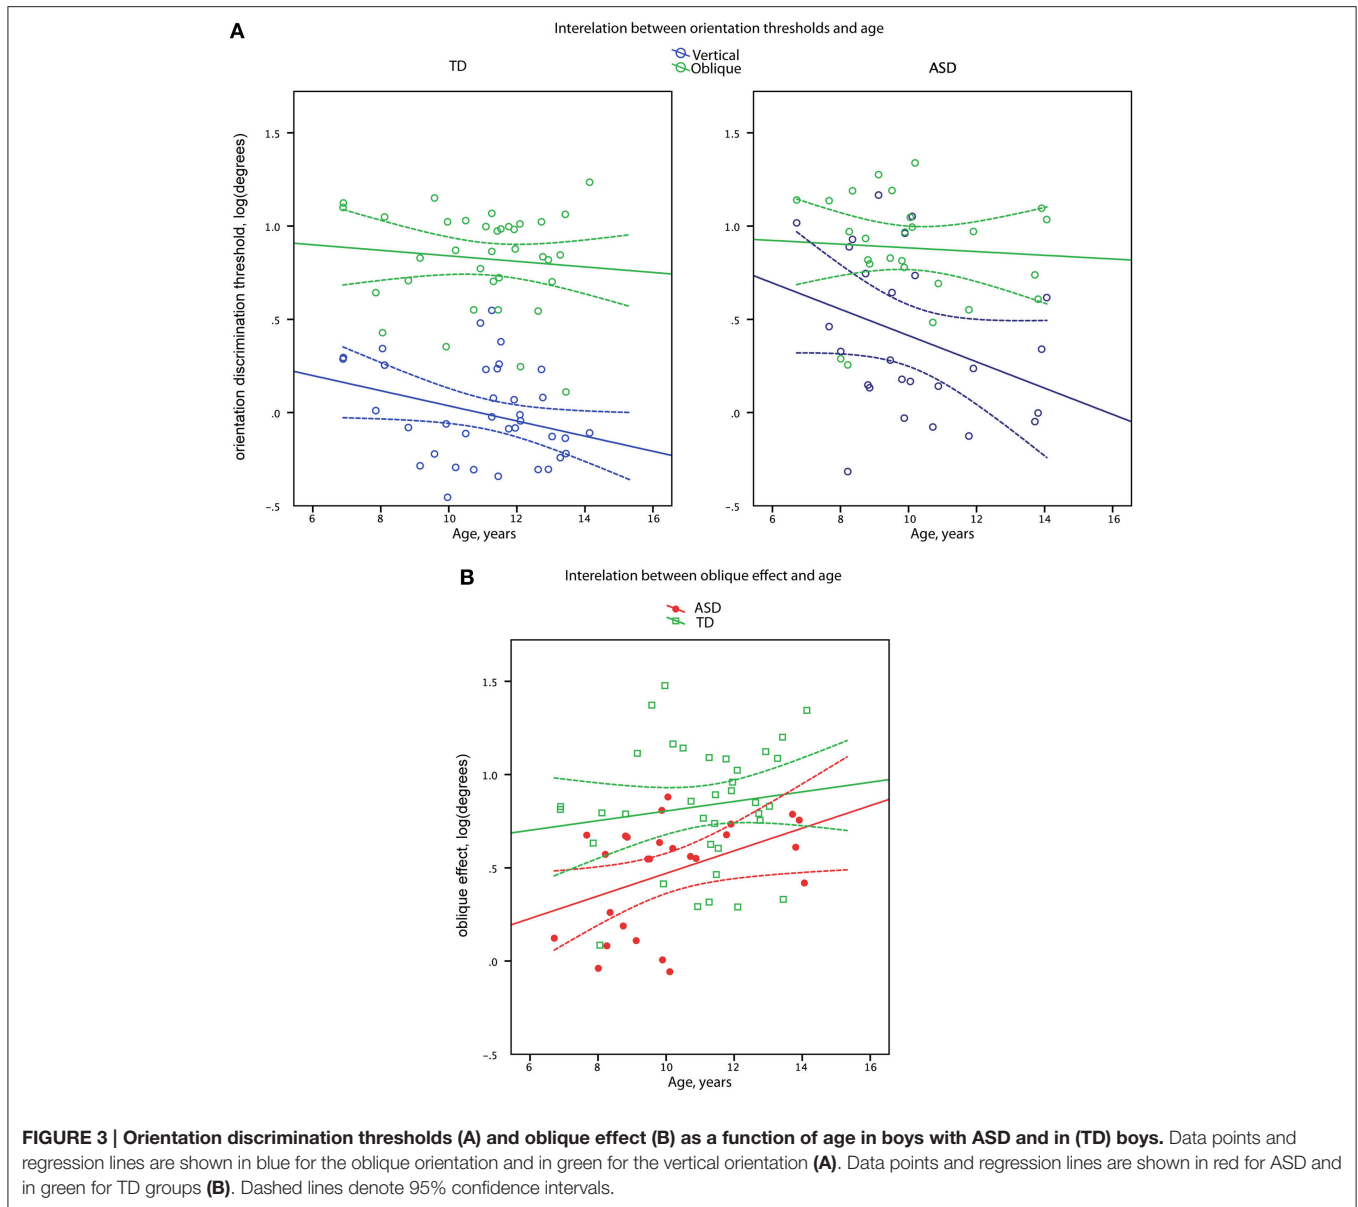 A
Interelation between orientation thresholds and age
Vertical
Oblique
TD
ASD
orientation discrimination threshold, log(degrees)
1.5
1.0
.5
.0
-.5
6 8 10 12 14 16
Age, years
1.5
1.0
.5
.0
-.5
6 8 10 12 14 16
Age, years
B
Interelation between oblique effect and age
ASD
TD
oblique effect, log(degrees)
1.5
1.0
.5
.0
-.5
6 8 10 12 14 16
Age, years
FIGURE 3 | Orientation discrimination thresholds (A) and oblique effect (B) as a function of age in boys with ASD and in (TD) boys. Data points and
regression lines are shown in blue for the oblique orientation and in green for the vertical orientation (A). Data points and regression lines are shown in red for ASD and
in green for TD groups (B). Dashed lines denote 95% confidence intervals.